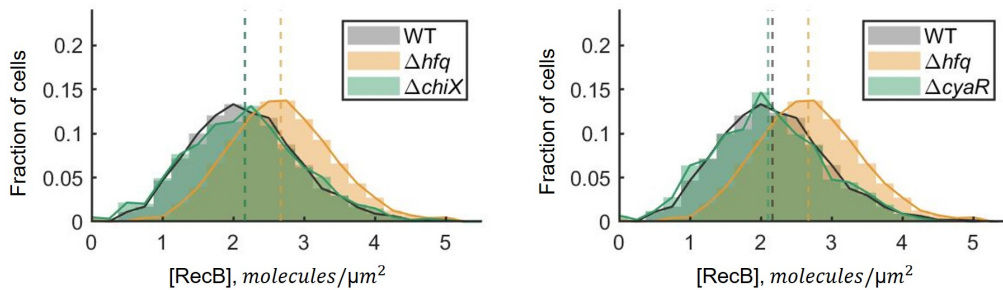 Fraction of cells
0.2
0.15
0.1
0.05
0
WT
Δhfq
ΔchiX
0 1 2 3 4 5
[RecB], molecules/μm²
Fraction of cells
0.2
0.15
0.1
0.05
0
WT
Δhfq
ΔcyaR
0 1 2 3 4 5
[RecB], molecules/μm²